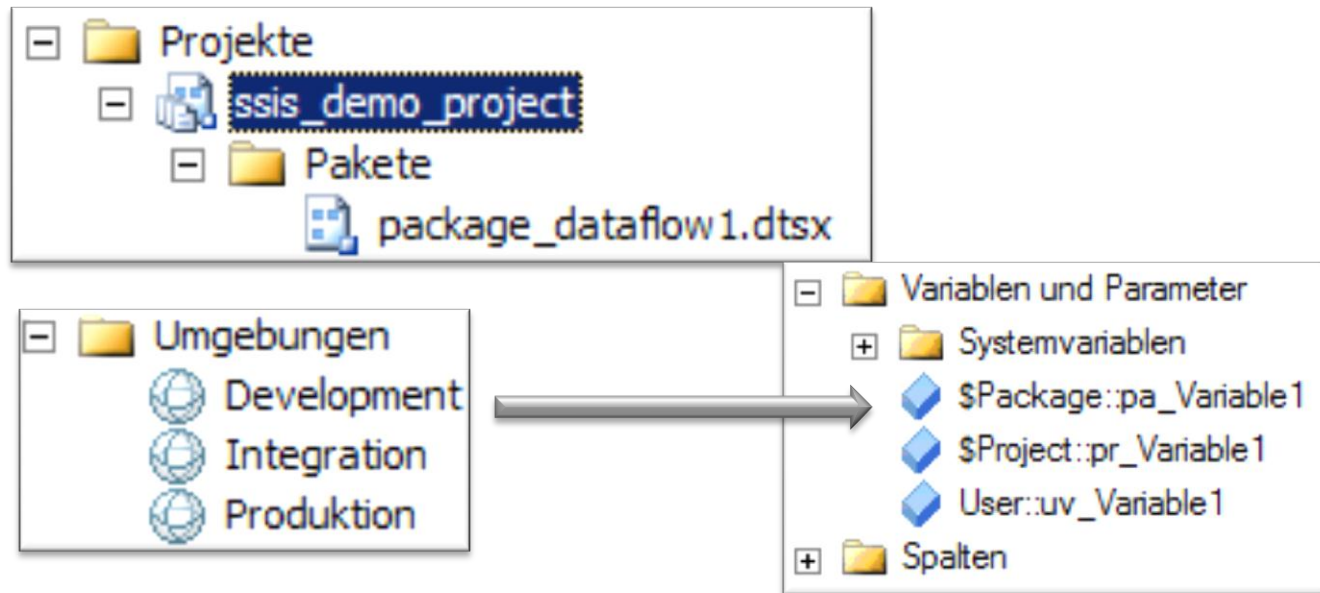 Projekte
ssis_demo_project
Pakete
package_dataflow1.dtsx
Umgebungen
Development
Integration
Produktion
Variablen und Parameter
Systemvariablen
$Package::pa_Variable1
$Project::pr_Variable1
User::uv_Variable1
Spalten